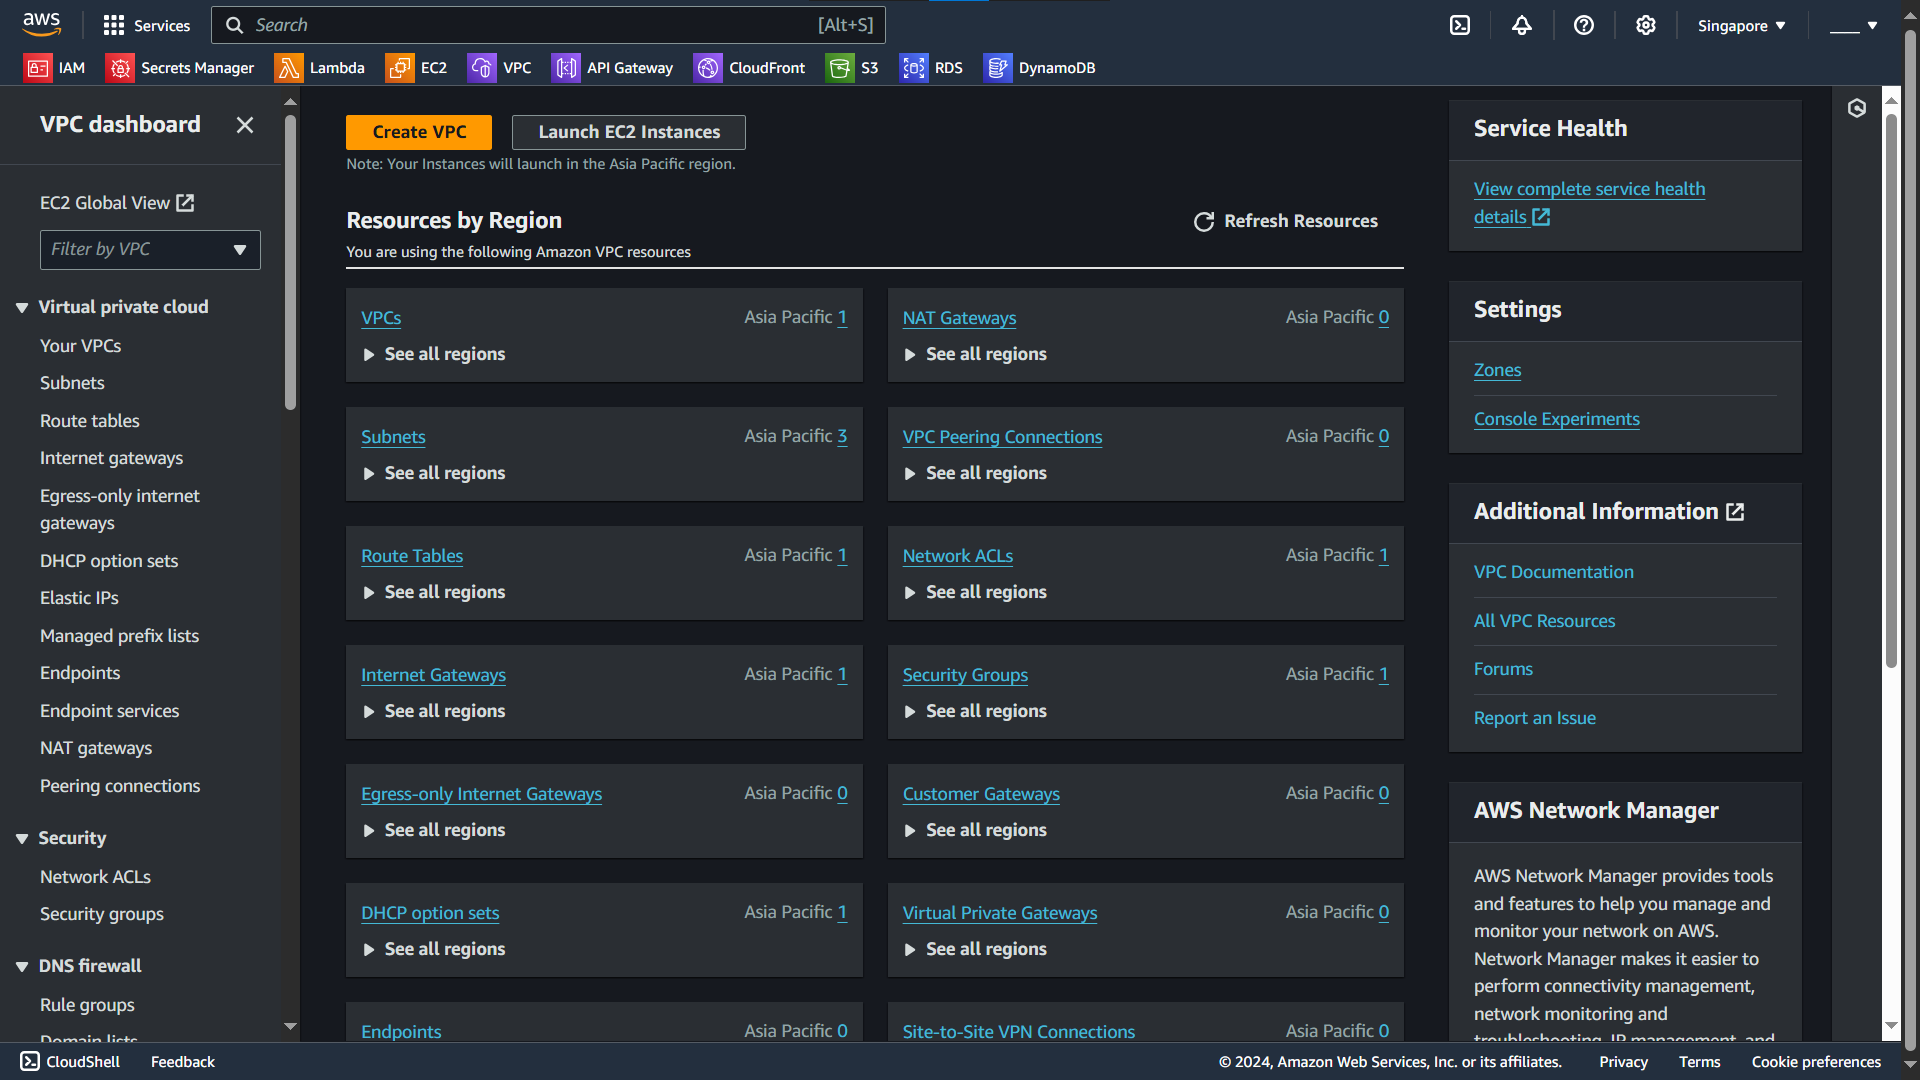 aws
Services
Search
[Alt+S]
Singapore
IAM
Secrets Manager
Lambda
EC2
VPC
API Gateway
CloudFront
S3
RDS
DynamoDB
VPC dashboard
EC2 Global View
Filter by VPC
Virtual private cloud
Your VPCs
Subnets
Route tables
Internet gateways
Egress-only internet
gateways
DHCP option sets
Elastic IPs
Managed prefix lists
Endpoints
Endpoint services
NAT gateways
Peering connections
Security
Network ACLs
Security groups
DNS firewall
Rule groups
Domain lists
Create VPC
Launch EC2 Instances
Note: Your Instances will launch in the Asia Pacific region.
Resources by Region
Refresh Resources
You are using the following Amazon VPC resources
VPCs
Asia Pacific 1
See all regions
NAT Gateways
Asia Pacific 0
See all regions
Subnets
Asia Pacific 3
See all regions
VPC Peering Connections
Asia Pacific 0
See all regions
Route Tables
Asia Pacific 1
See all regions
Network ACLs
Asia Pacific 1
See all regions
Internet Gateways
Asia Pacific 1
See all regions
Security Groups
Asia Pacific 1
See all regions
Egress-only Internet Gateways
Asia Pacific 0
See all regions
Customer Gateways
Asia Pacific 0
See all regions
DHCP option sets
Asia Pacific 1
See all regions
Virtual Private Gateways
Asia Pacific 0
See all regions
Endpoints
Asia Pacific 0
Site-to-Site VPN Connections
Asia Pacific 0
Service Health
View complete service health
details
Settings
Zones
Console Experiments
Additional Information
VPC Documentation
All VPC Resources
Forums
Report an Issue
AWS Network Manager
AWS Network Manager provides tools
and features to help you manage and
monitor your network on AWS.
Network Manager makes it easier to
perform connectivity management,
network monitoring and
troubleshooting, IP management, and
CloudShell
Feedback
© 2024, Amazon Web Services, Inc. or its affiliates.
Privacy
Terms
Cookie preferences